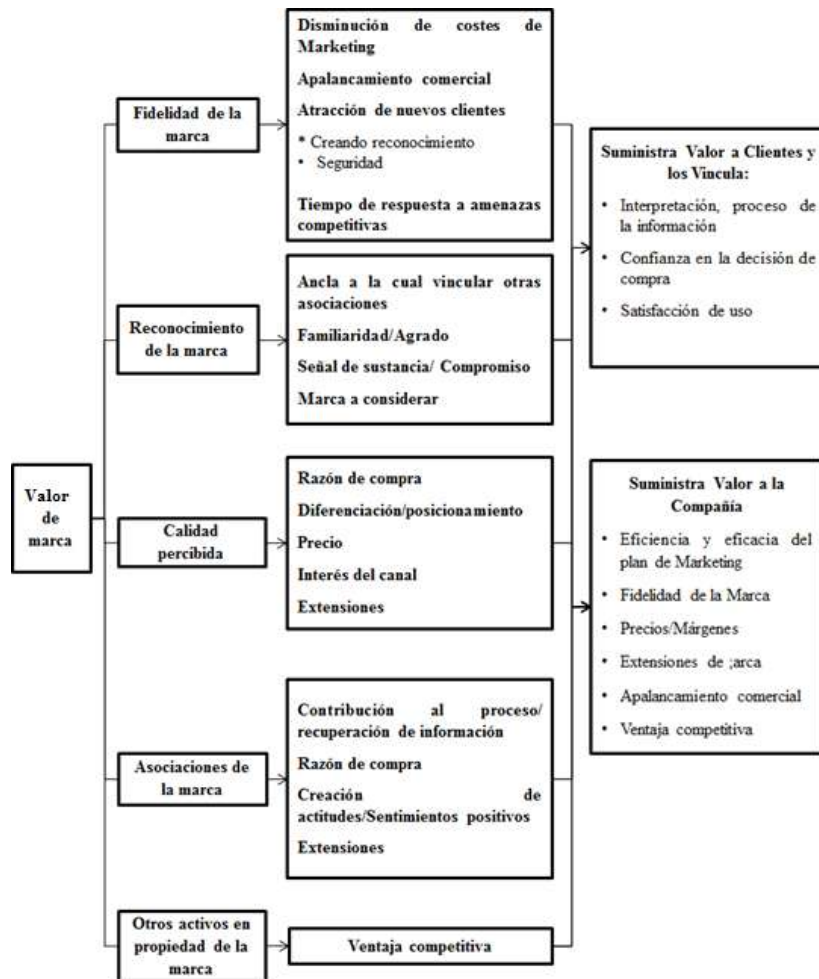 Valor
de
marca
Fidelidad de la
marca
Disminución de costes de
Marketing
Apalancamiento comercial
Atracción de nuevos clientes
* Creando reconocimiento
• Seguridad
Tiempo de respuesta a amenazas
competitivas
Reconocimiento
de la marca
Ancla a la cual vincular otras
asociaciones
Familiaridad/Agrado
Señal de sustancia/ Compromiso
Marca a considerar
Calidad
percibida
Razón de compra
Diferenciación/posicionamiento
Precio
Interés del canal
Extensiones
Asociaciones de
la marca
Contribución al proceso/
recuperación de información
Razón de compra
Creación de
actitudes/Sentimientos positivos
Extensiones
Otros activos en
propiedad de la
marca
Ventaja competitiva
Suministra Valor a Clientes y
los Vincula:
• Interpretación, proceso de
la información
• Confianza en la decisión de
compra
• Satisfacción de uso
Suministra Valor a la
Compañía
• Eficiencia y eficacia del
plan de Marketing
• Fidelidad de la Marca
• Precios/Márgenes
• Extensiones de ;arca
• Apalancamiento comercial
• Ventaja competitiva